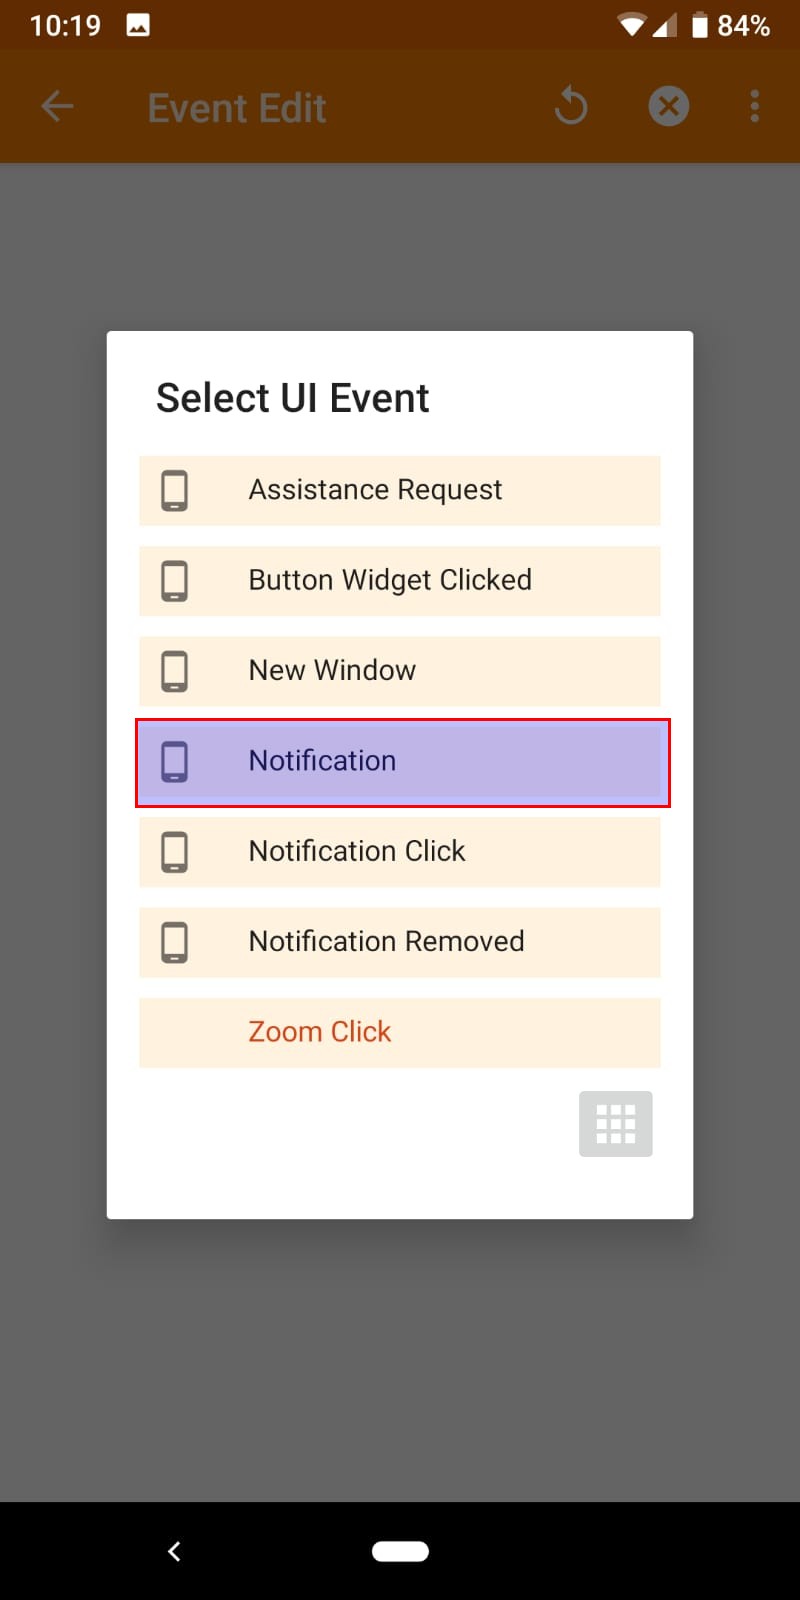 10:19 84%
Event Edit
Select UI Event
Assistance Request
Button Widget Clicked
New Window
Notification
Notification Click
Notification Removed
Zoom Click